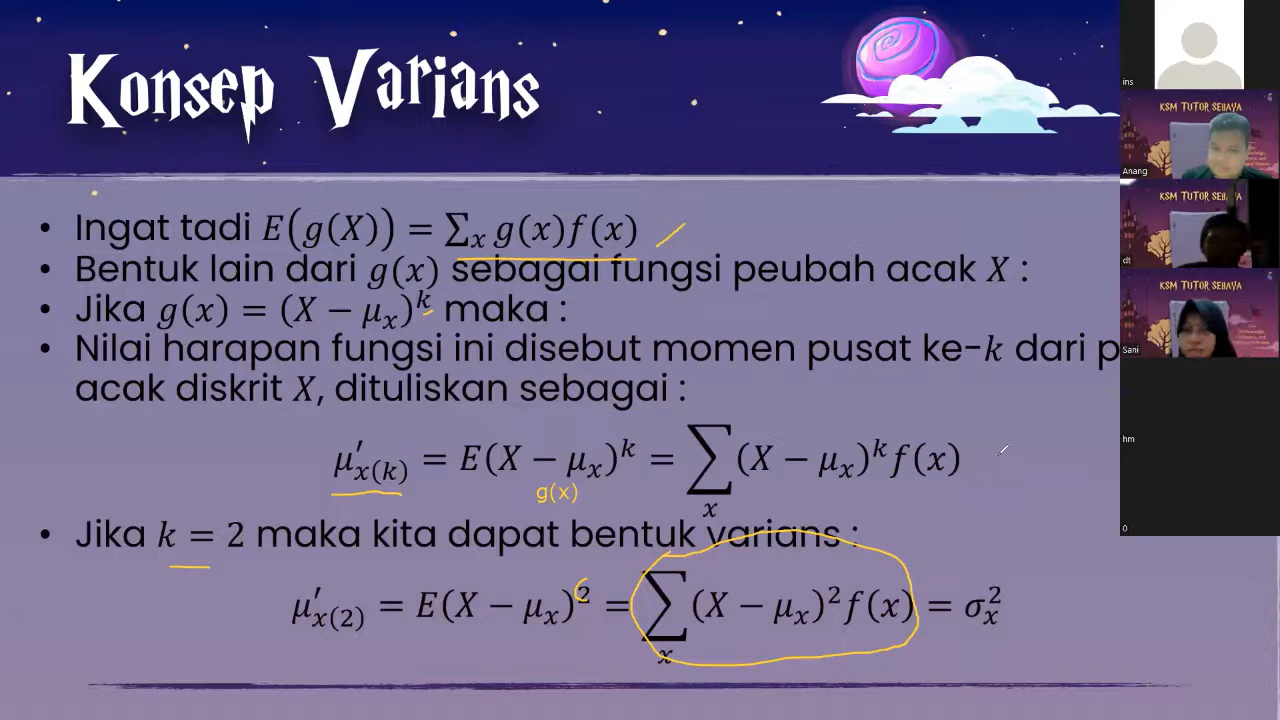 Konsep Varians
• Ingat tadi E(g(X)) = ∑ₓ g(x)f(x)
• Bentuk lain dari g(x) sebagai fungsi peubah acak X :
• Jika g(x) = (X − μₓ)ᵏ maka :
• Nilai harapan fungsi ini disebut momen pusat ke-k dari p
acak diskrit X, dituliskan sebagai :
μ′ₓ₍ₖ₎ = E(X − μₓ)ᵏ = ∑ₓ (X − μₓ)ᵏ f(x)
g(x)
• Jika k = 2 maka kita dapat bentuk varians :
μ′ₓ₍₂₎ = E(X − μₓ)² = ∑ₓ (X − μₓ)² f(x) = σₓ²
ins
KSM TUTOR SEBAYA
Anang
KSM TUTOR SEBA
dt
KSM TUTOR SEBAYA
Sani
hm
0